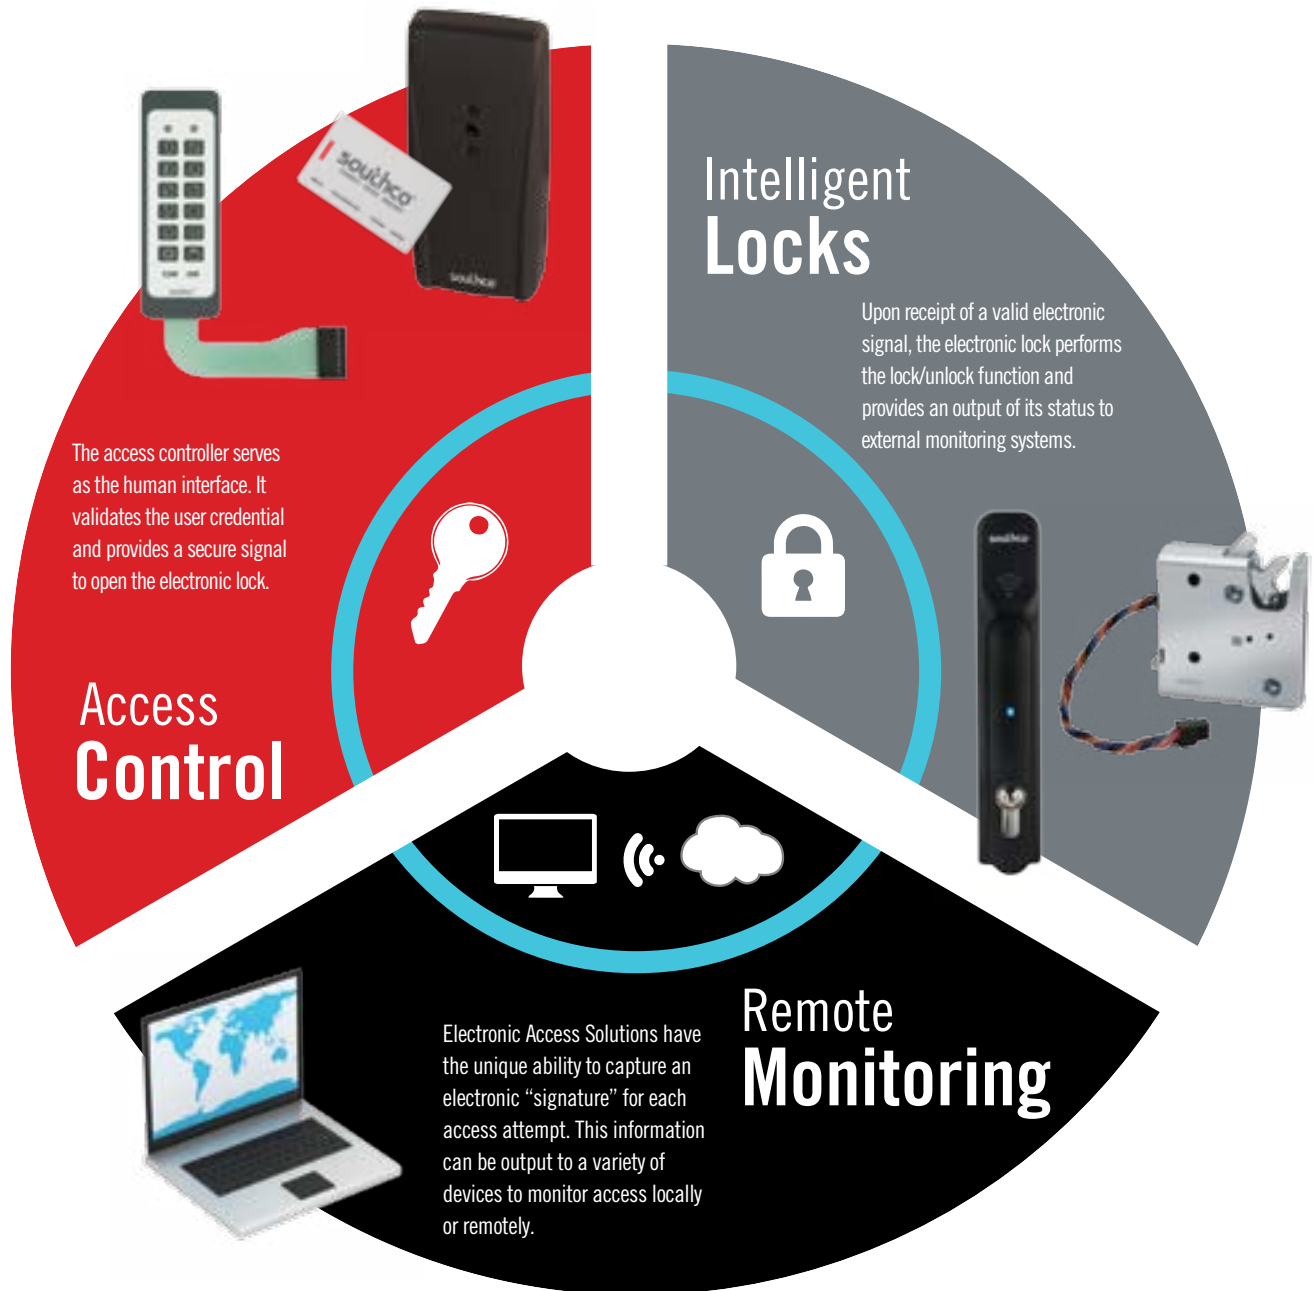 southco
southco
Intelligent
Locks
Upon receipt of a valid electronic
signal, the electronic lock performs
the lock/unlock function and
provides an output of its status to
external monitoring systems.
The access controller serves
as the human interface. It
validates the user credential
and provides a secure signal
to open the electronic lock.
Access
Control
southco
Remote
Monitoring
Electronic Access Solutions have
the unique ability to capture an
electronic “signature” for each
access attempt. This information
can be output to a variety of
devices to monitor access locally
or remotely.